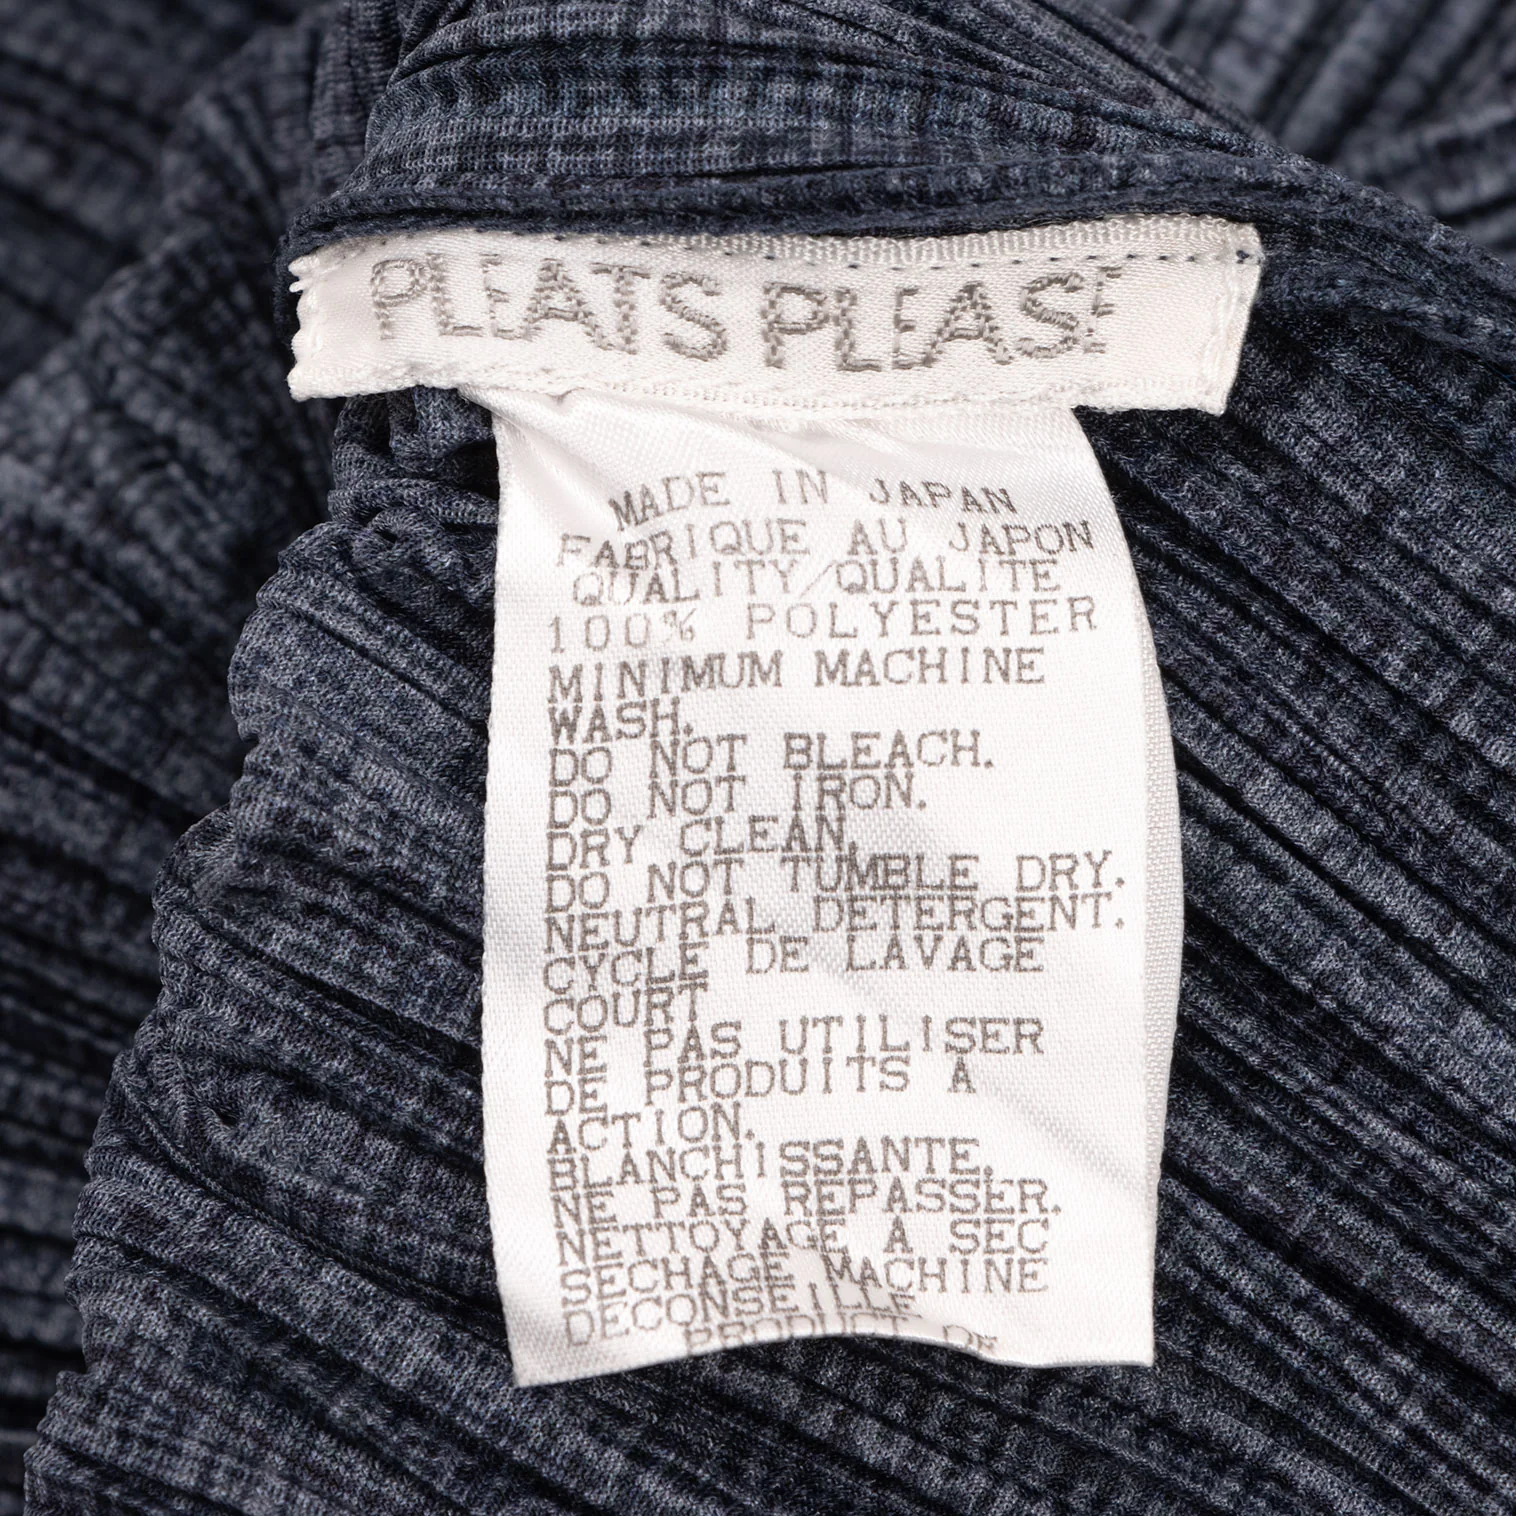 PLEATS PLEASE
MADE IN JAPAN
FABRIQUE AU JAPON
QUALITY/QUALITE
100% POLYESTER
MINIMUM MACHINE
WASH.
DO NOT BLEACH.
DO NOT IRON.
DRY CLEAN.
DO NOT TUMBLE DRY.
NEUTRAL DETERGENT.
CYCLE DE LAVAGE
COURT
NE PAS UTILISER
DE PRODUITS A
ACTION.
BLANCHISSANTE.
NE PAS REPASSER.
NETTOYAGE A SEC
SECHAGE MACHINE
DECONSEILLE
PRODUCT OF